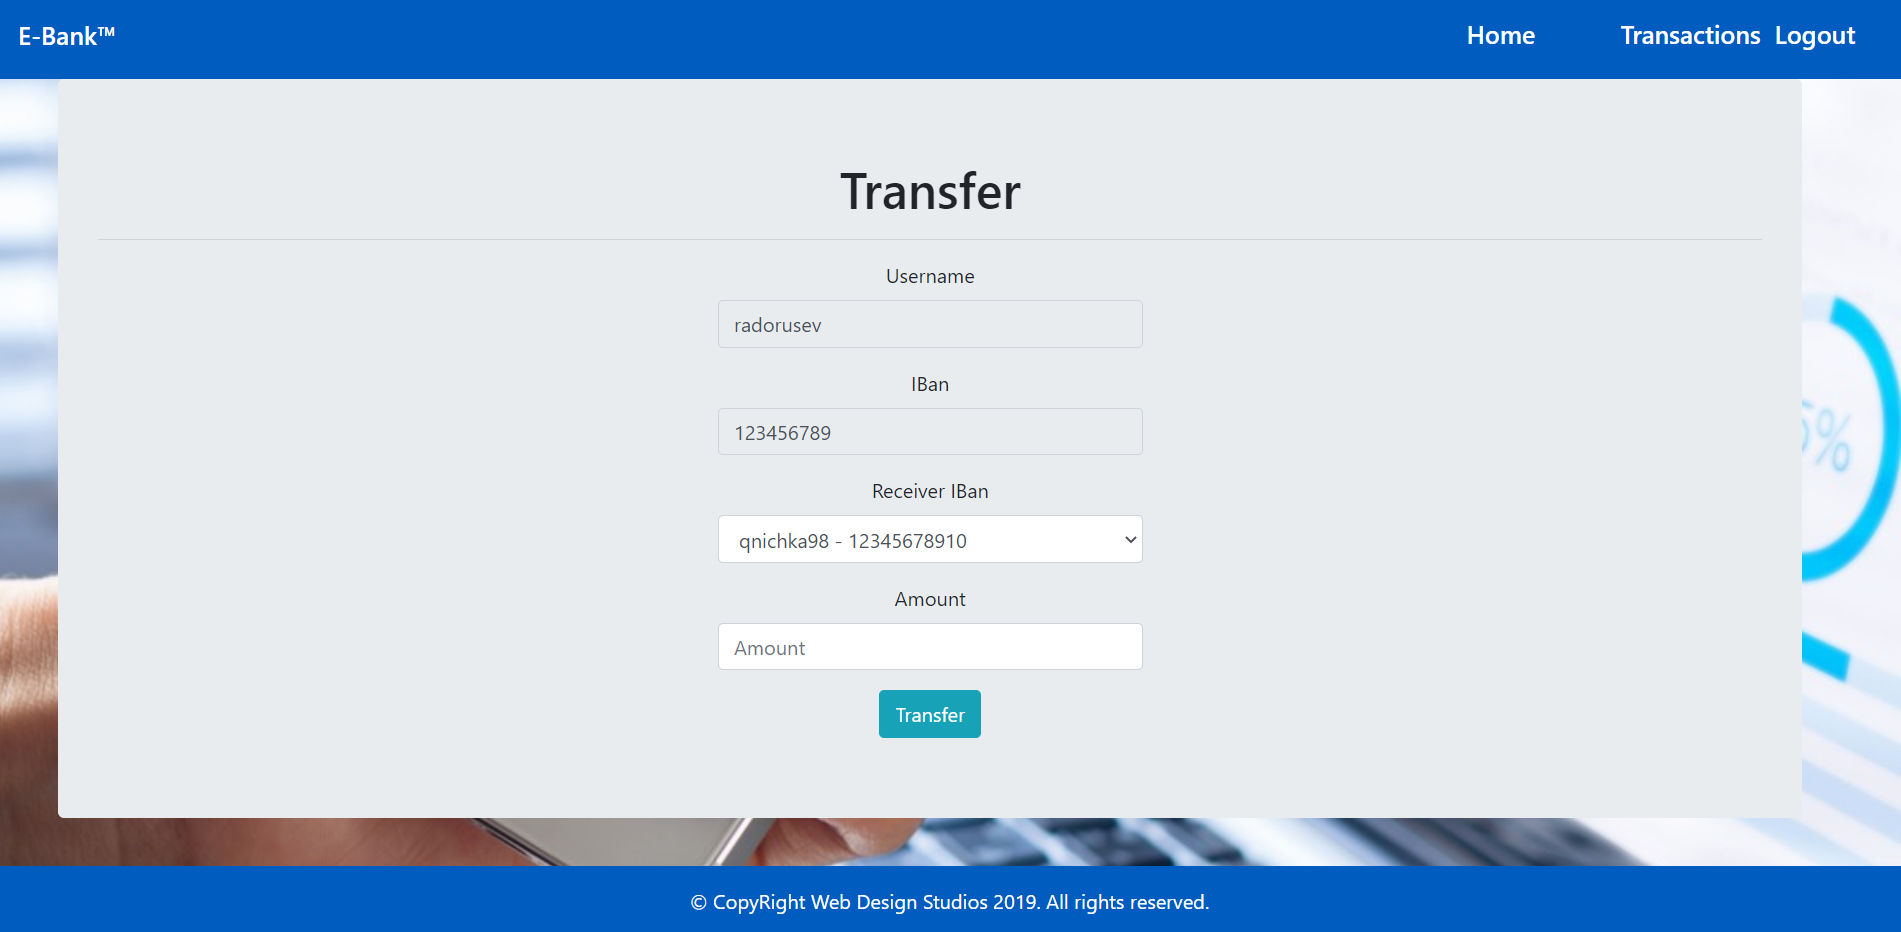 E-Bank™
Home Transactions Logout
Transfer
Username
radorusev
IBan
123456789
Receiver IBan
qnichka98 - 12345678910
Amount
Amount
Transfer
© CopyRight Web Design Studios 2019. All rights reserved.